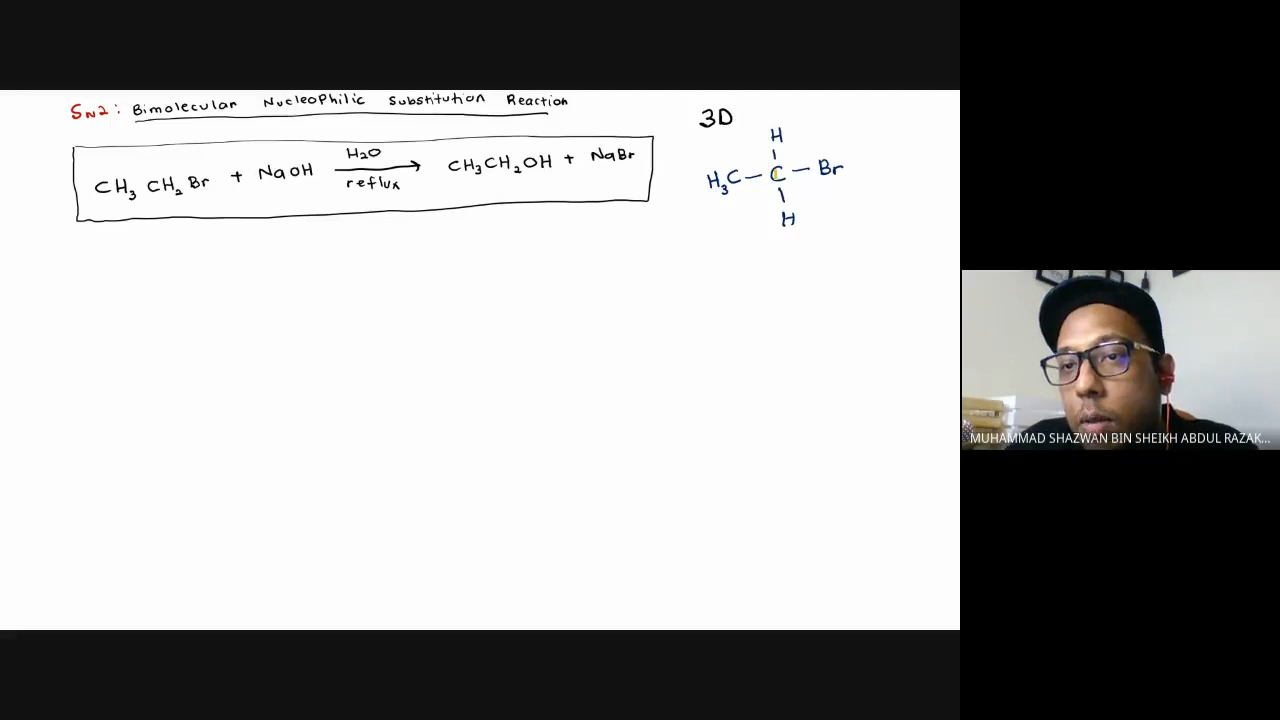 SN2: Bimolecular Nucleophilic Substitution Reaction
CH3 CH2 Br + NaOH H2O reflux → CH3CH2OH + NaBr
3D
H
H3C - C - Br
H
MUHAMMAD SHAZWAN BIN SHEIKH ABDUL RAZAK...